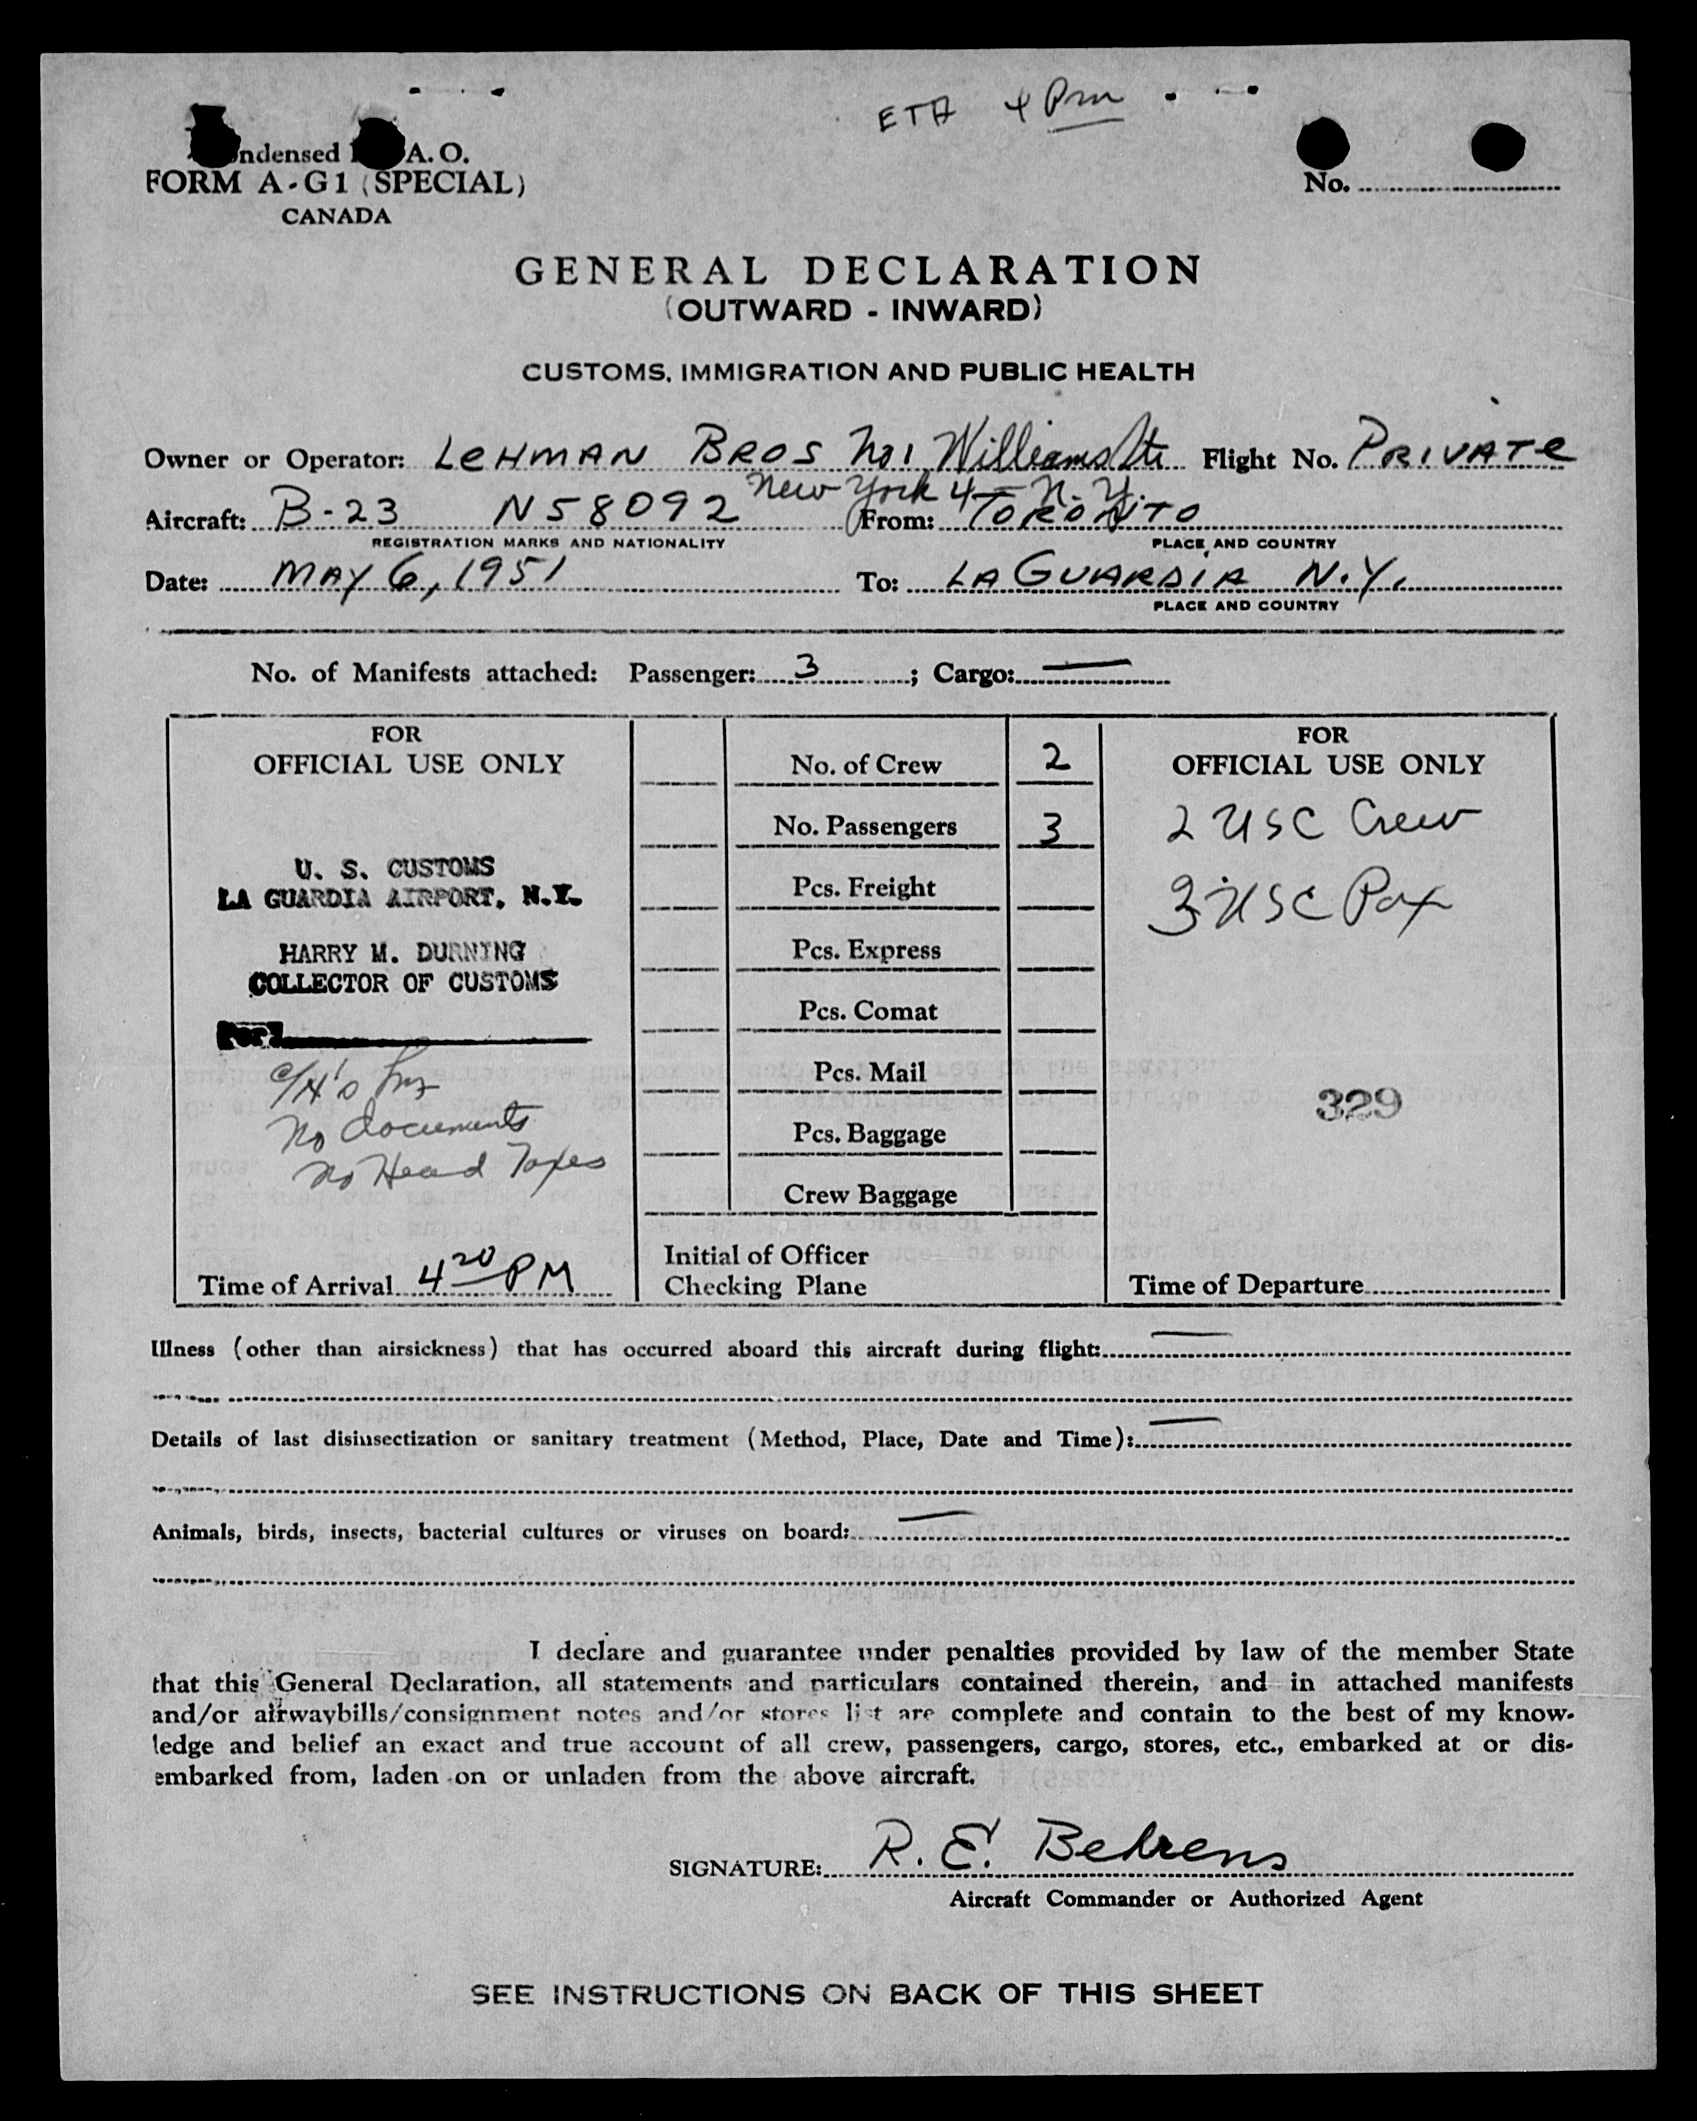 ETA 4 Pm
ndensed A. O.
FORM A-G1 (SPECIAL)
CANADA
No.
GENERAL DECLARATION
(OUTWARD - INWARD)
CUSTOMS, IMMIGRATION AND PUBLIC HEALTH
Owner or Operator: LEHMAN BROS No 1 Williams St. Flight No. PRIVATE
New York 4 - N.Y.
Aircraft: B-23 N58092 From: TORONTO
REGISTRATION MARKS AND NATIONALITY PLACE AND COUNTRY
Date: MAY 6, 1951 To: LA GUARDIA N.Y.
PLACE AND COUNTRY
No. of Manifests attached: Passenger: 3 ; Cargo: —
FOR
OFFICIAL USE ONLY
U. S. CUSTOMS
LA GUARDIA AIRPORT, N.Y.
HARRY M. DURNING
COLLECTOR OF CUSTOMS
Per
No documents
No Head Taxes
Time of Arrival 4 20 PM
No. of Crew 2
No. Passengers 3
Pcs. Freight
Pcs. Express
Pcs. Comat
Pcs. Mail
Pcs. Baggage
Crew Baggage
Initial of Officer
Checking Plane
FOR
OFFICIAL USE ONLY
2 USC Crew
3 USC Pax
329
Time of Departure
Illness (other than airsickness) that has occurred aboard this aircraft during flight: —
Details of last disinsectization or sanitary treatment (Method, Place, Date and Time): —
Animals, birds, insects, bacterial cultures or viruses on board: —
I declare and guarantee under penalties provided by law of the member State
that this General Declaration, all statements and particulars contained therein, and in attached manifests
and/or airwaybills/consignment notes and/or stores list are complete and contain to the best of my know-
ledge and belief an exact and true account of all crew, passengers, cargo, stores, etc., embarked at or dis-
embarked from, laden on or unladen from the above aircraft.
SIGNATURE: R. E. Behrens
Aircraft Commander or Authorized Agent
SEE INSTRUCTIONS ON BACK OF THIS SHEET